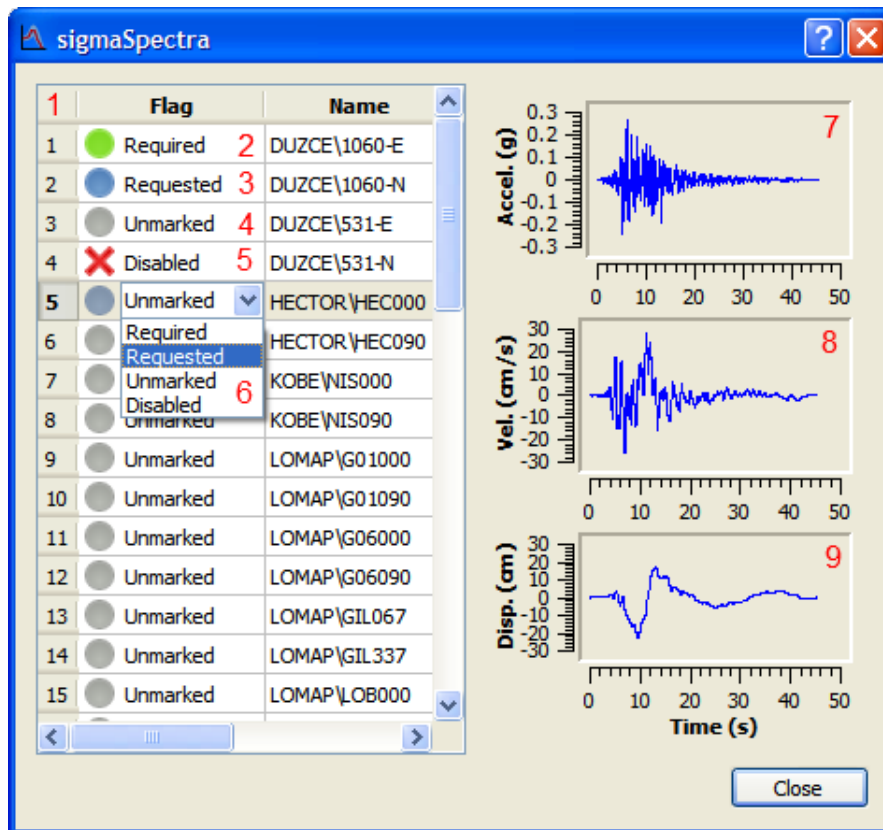 sigmaSpectra
1 Flag Name
1 Required 2 DUZCE\1060-E
2 Requested 3 DUZCE\1060-N
3 Unmarked 4 DUZCE\531-E
4 Disabled 5 DUZCE\531-N
5 Unmarked HECTOR\HEC000
Required
6 HECTOR\HEC090
Requested
7 Unmarked KOBE\NIS000
6
Disabled
8 Unmarked KOBE\NIS090
9 Unmarked LOMAP\G01000
10 Unmarked LOMAP\G01090
11 Unmarked LOMAP\G06000
12 Unmarked LOMAP\G06090
13 Unmarked LOMAP\GIL067
14 Unmarked LOMAP\GIL337
15 Unmarked LOMAP\LOB000
7
Accel. (g)
0.3
0.2
0.1
0
-0.1
-0.2
-0.3
0 10 20 30 40 50
8
Vel. (cm/s)
30
20
10
0
-10
-20
-30
0 10 20 30 40 50
9
Disp. (cm)
30
20
10
0
-10
-20
-30
0 10 20 30 40 50
Time (s)
Close